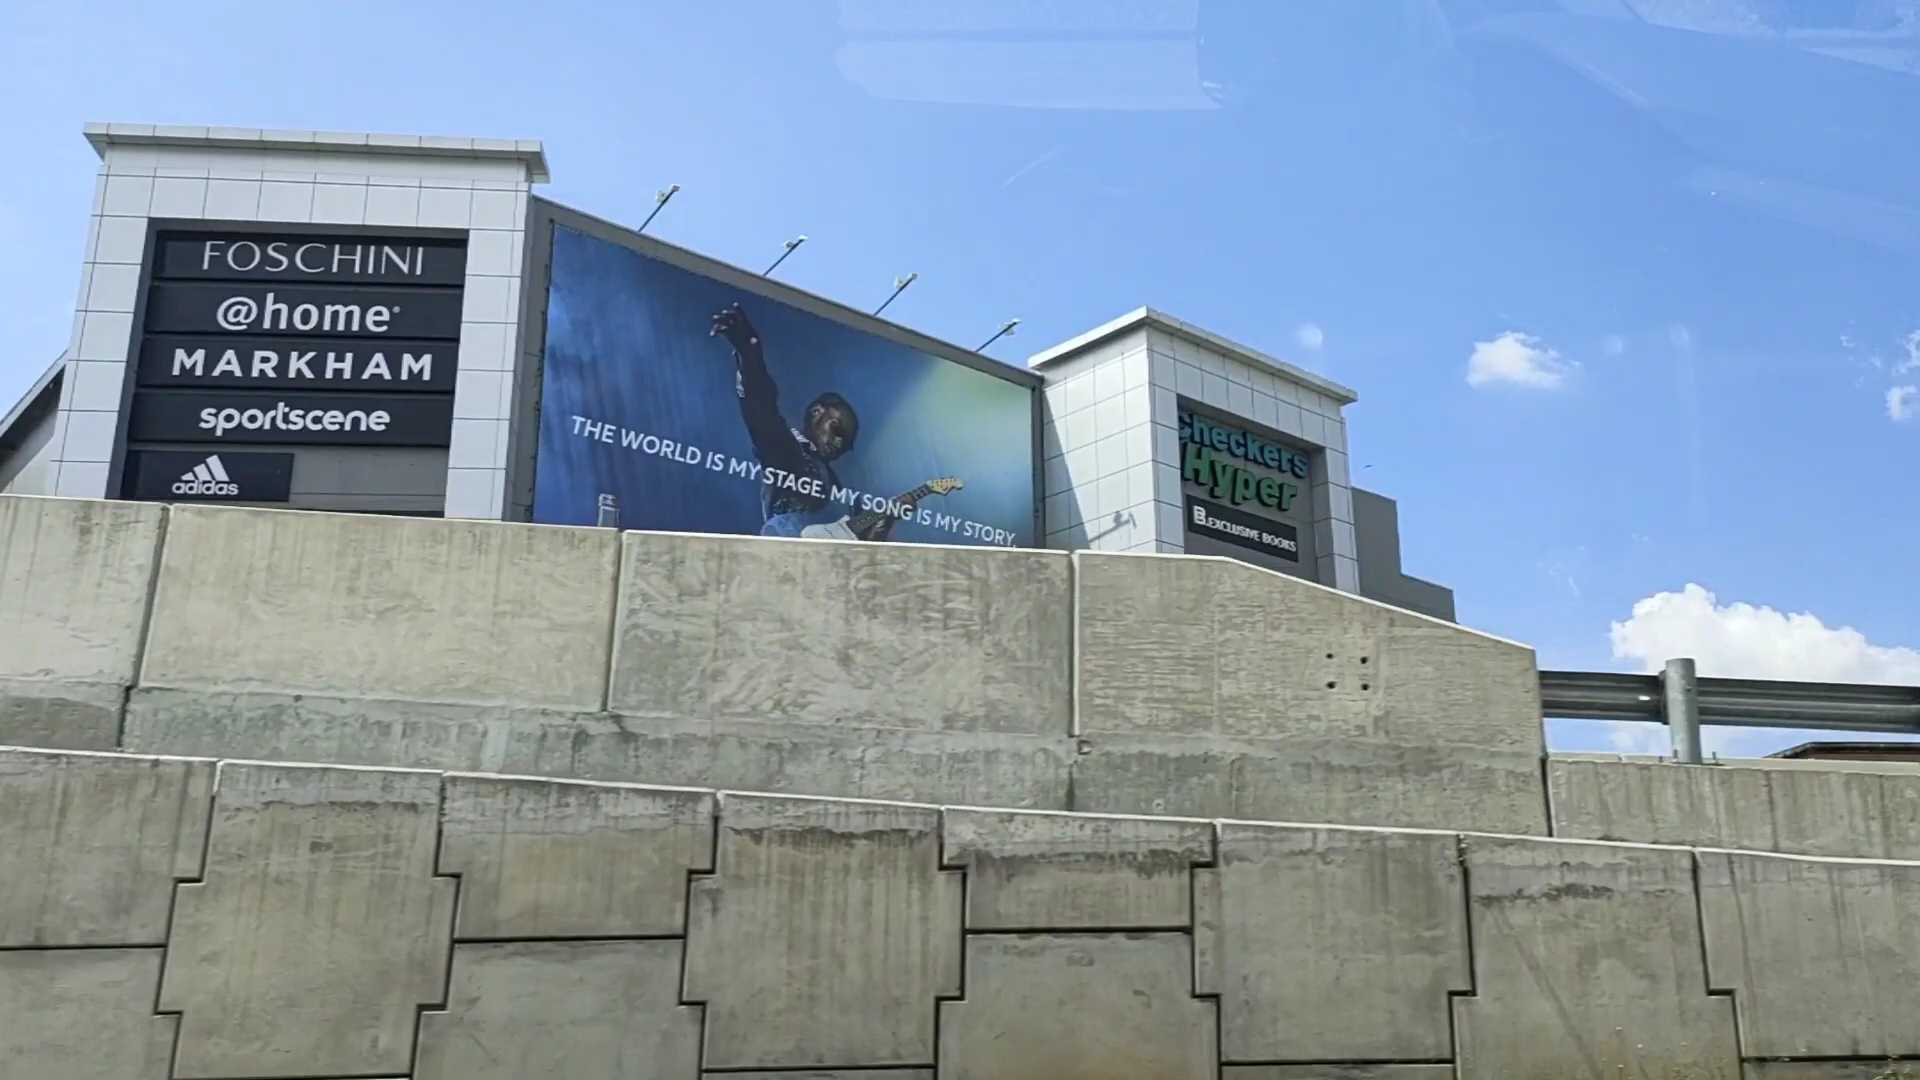 FOSCHINI
@home
MARKHAM
sportscene
adidas
THE WORLD IS MY STAGE. MY SONG IS MY STORY.
Checkers
Hyper
B.EXCLUSIVE BOOKS